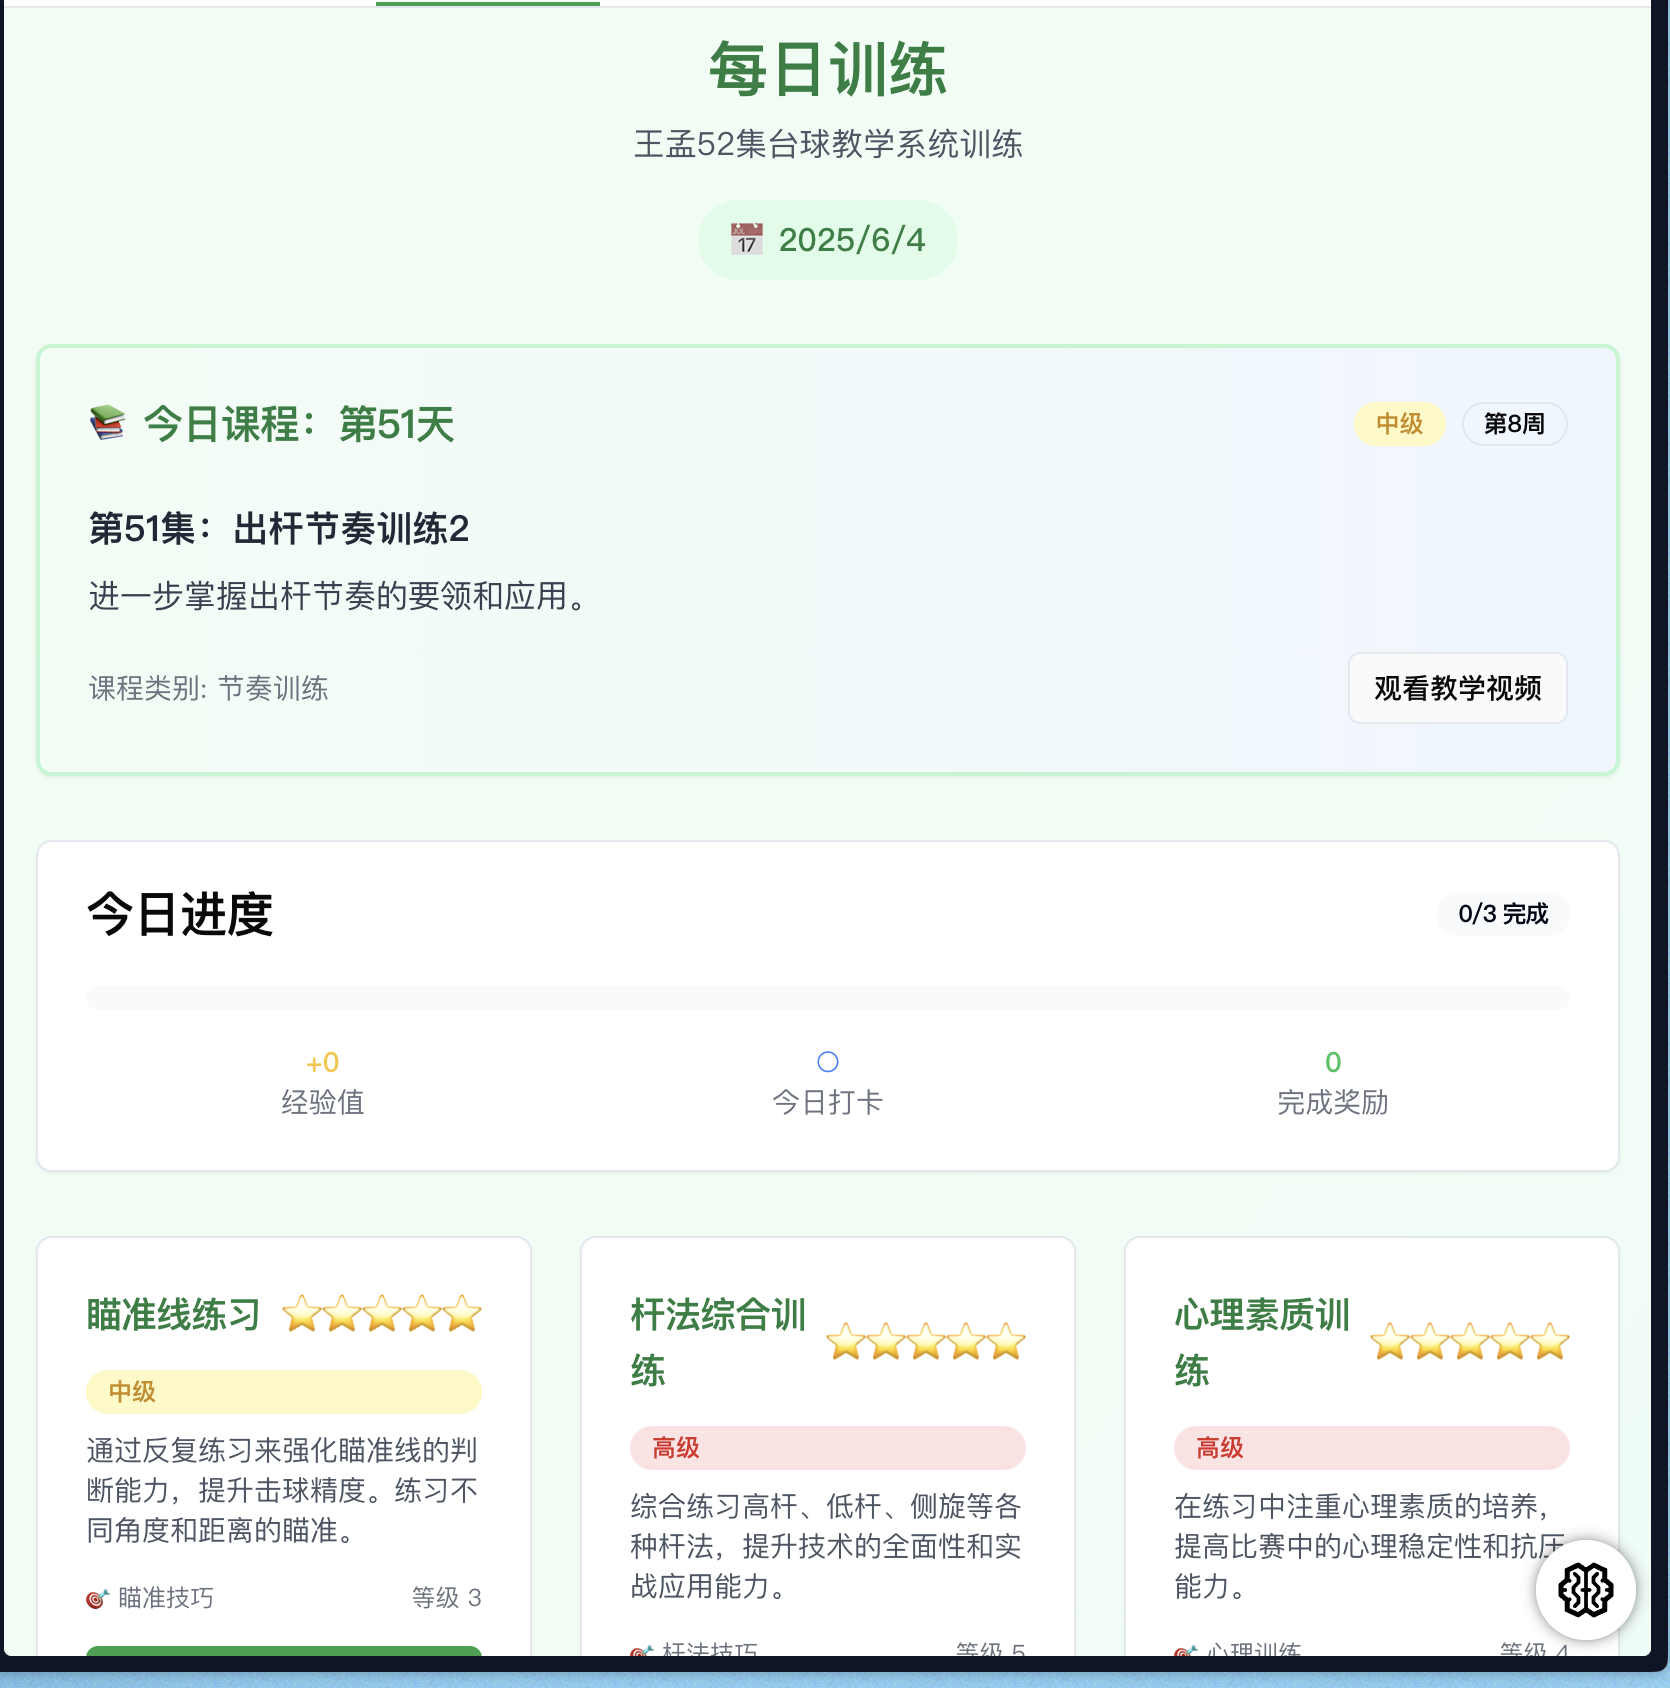 每日训练
王孟52集台球教学系统训练
2025/6/4
今日课程：第51天
中级
第8周
第51集：出杆节奏训练2
进一步掌握出杆节奏的要领和应用。
课程类别: 节奏训练
观看教学视频
今日进度
0/3 完成
+0
经验值
今日打卡
0
完成奖励
瞄准线练习
中级
通过反复练习来强化瞄准线的判
断能力，提升击球精度。练习不
同角度和距离的瞄准。
瞄准技巧
等级 3
杆法综合训
练
高级
综合练习高杆、低杆、侧旋等各
种杆法，提升技术的全面性和实
战应用能力。
杆法技巧
等级 5
心理素质训
练
高级
在练习中注重心理素质的培养，
提高比赛中的心理稳定性和抗压
能力。
心理训练
等级 4